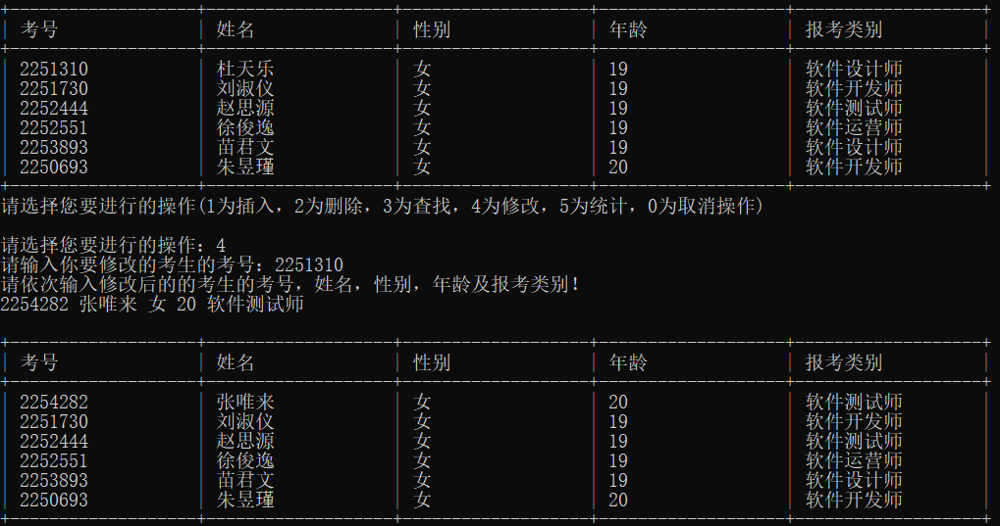 考号 姓名 性别 年龄 报考类别
2251310 杜天乐 女 19 软件设计师
2251730 刘淑仪 女 19 软件开发师
2252444 赵思源 女 19 软件测试师
2252551 徐俊逸 女 19 软件运营师
2253893 苗君文 女 19 软件设计师
2250693 朱昱瑾 女 20 软件开发师
请选择您要进行的操作(1为插入，2为删除，3为查找，4为修改，5为统计，0为取消操作)
请选择您要进行的操作：4
请输入你要修改的考生的考号：2251310
请依次输入修改后的的考生的考号，姓名，性别，年龄及报考类别！
2254282 张唯来 女 20 软件测试师
考号 姓名 性别 年龄 报考类别
2254282 张唯来 女 20 软件测试师
2251730 刘淑仪 女 19 软件开发师
2252444 赵思源 女 19 软件测试师
2252551 徐俊逸 女 19 软件运营师
2253893 苗君文 女 19 软件设计师
2250693 朱昱瑾 女 20 软件开发师